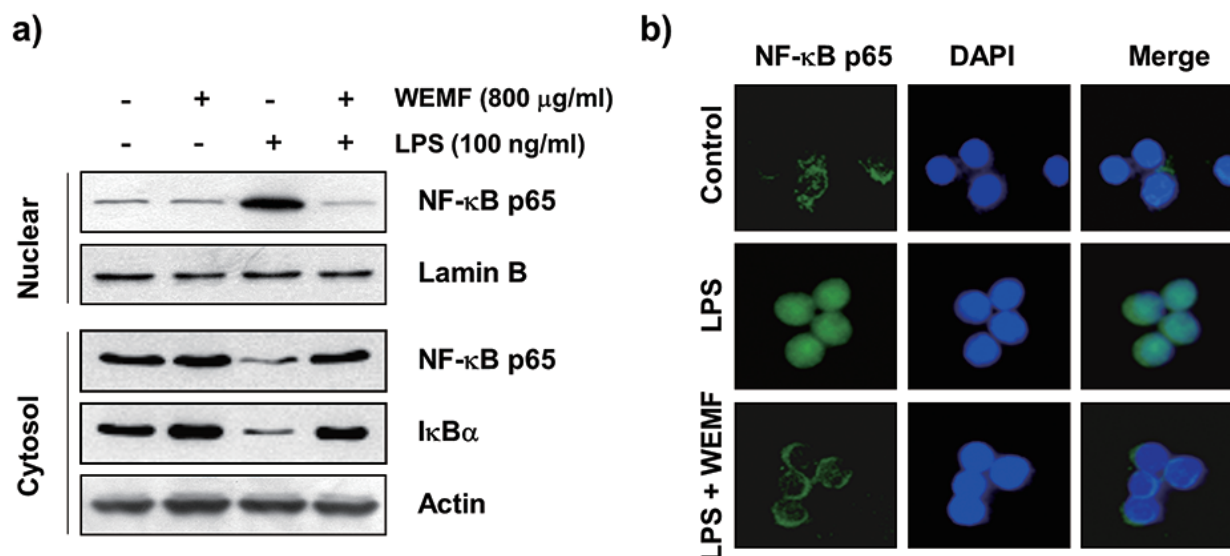 a)
- + - + WEMF (800 μg/ml)
- - + + LPS (100 ng/ml)
Nuclear
NF-κB p65
Lamin B
Cytosol
NF-κB p65
IκBα
Actin
b)
NF-κB p65 DAPI Merge
Control
LPS
LPS + WEMF